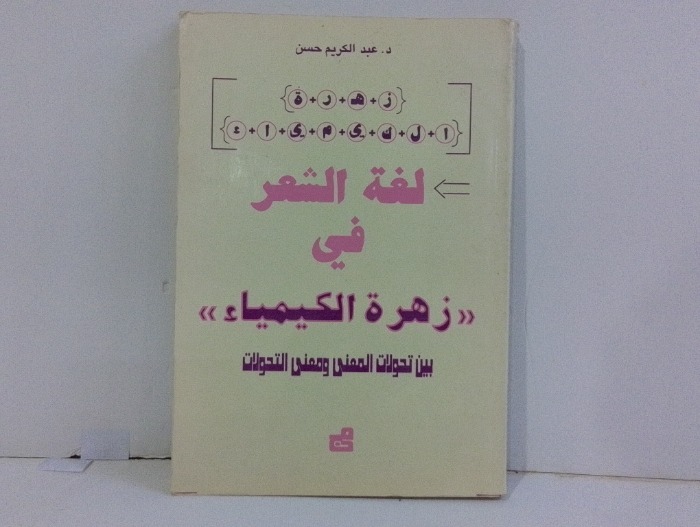 د. عبد الكريم حسن
{ز+هـ+ر+ة}
{ا+ل+ك+ي+م+ي+ا+ء}
لغة الشعر
في
«زهرة الكيمياء»
بين تحولات المعنى ومعنى التحولات